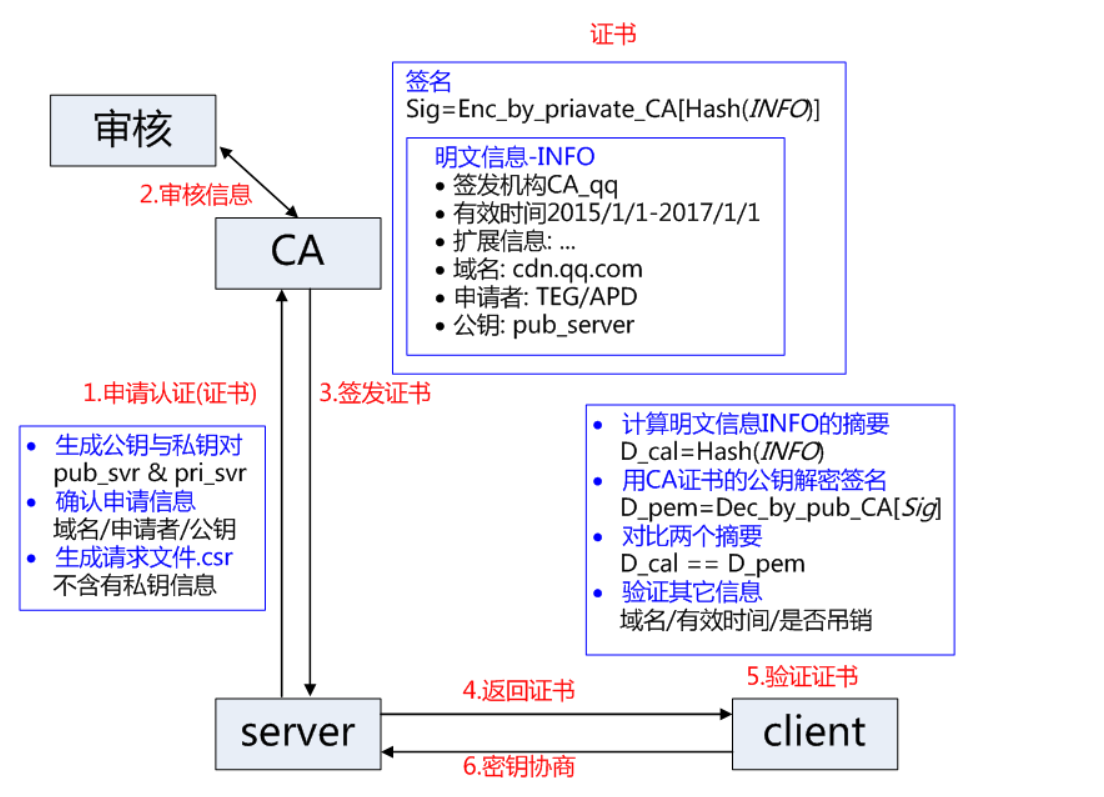 证书
签名
Sig=Enc_by_priavate_CA[Hash(INFO)]
明文信息-INFO
• 签发机构CA_qq
• 有效时间2015/1/1-2017/1/1
• 扩展信息: ...
• 域名: cdn.qq.com
• 申请者: TEG/APD
• 公钥: pub_server
审核
2.审核信息
CA
1.申请认证(证书)
3.签发证书
• 生成公钥与私钥对
pub_svr & pri_svr
• 确认申请信息
域名/申请者/公钥
• 生成请求文件.csr
不含有私钥信息
• 计算明文信息INFO的摘要
D_cal=Hash(INFO)
• 用CA证书的公钥解密签名
D_pem=Dec_by_pub_CA[Sig]
• 对比两个摘要
D_cal == D_pem
• 验证其它信息
域名/有效时间/是否吊销
server
4.返回证书
5.验证证书
client
6.密钥协商